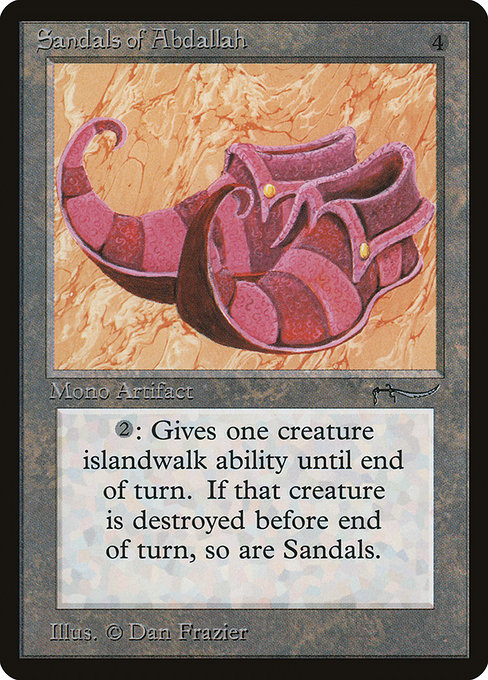 Sandals of Abdallah 4
Mono Artifact
2: Gives one creature
islandwalk ability until end
of turn. If that creature
is destroyed before end
of turn, so are Sandals.
Illus. © Dan Frazier